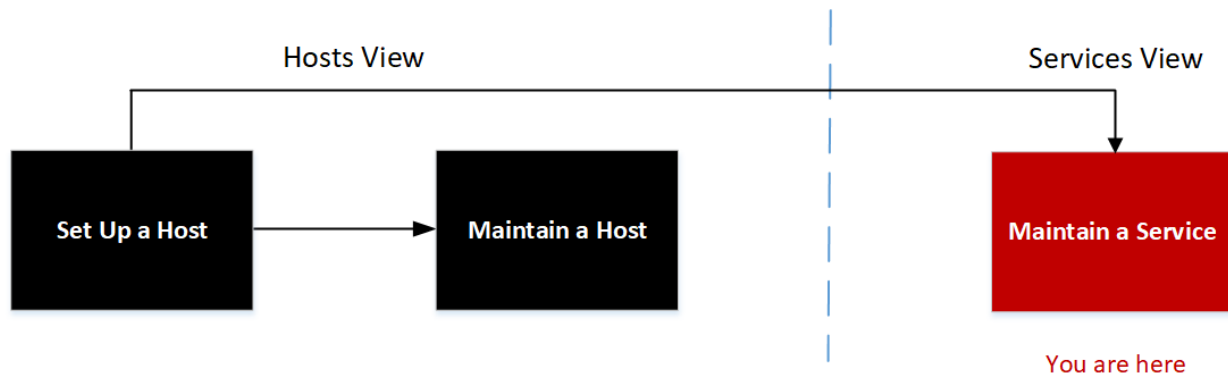 Hosts View
Services View
Set Up a Host
Maintain a Host
Maintain a Service
You are here